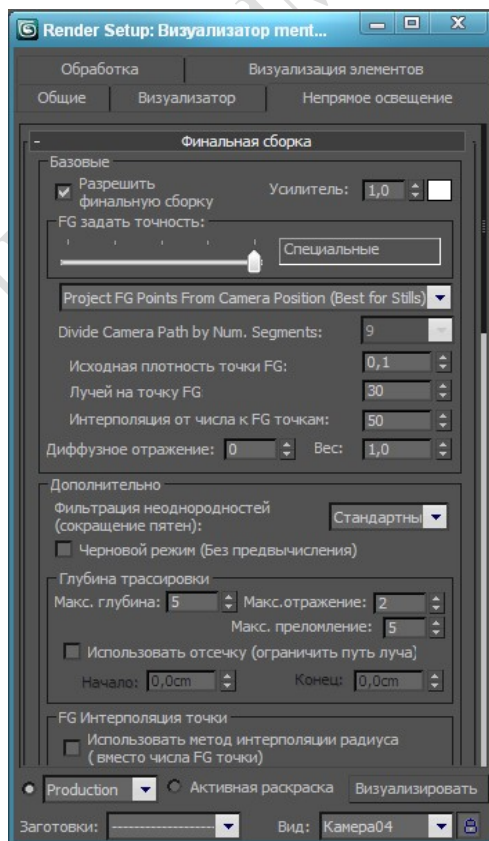 Render Setup: Визуализатор ment...
Обработка Визуализация элементов
Общие Визуализатор Непрямое освещение
- Финальная сборка
Базовые
Разрешить финальную сборку Усилитель: 1,0
FG задать точность:
Специальные
Project FG Points From Camera Position (Best for Stills)
Divide Camera Path by Num. Segments: 9
Исходная плотность точки FG: 0,1
Лучей на точку FG 30
Интерполяция от числа к FG точкам: 50
Диффузное отражение: 0 Вес: 1,0
Дополнительно
Фильтрация неоднородностей
(сокращение пятен): Стандартны
Черновой режим (Без предвычисления)
Глубина трассировки
Макс. глубина: 5 Макс.отражение: 2
Макс. преломление: 5
Использовать отсечку (ограничить путь луча)
Начало: 0,0cm Конец: 0,0cm
FG Интерполяция точки
Использовать метод интерполяции радиуса
(вместо числа FG точки)
Production Активная раскраска Визуализировать
Заготовки: Вид: Камера04